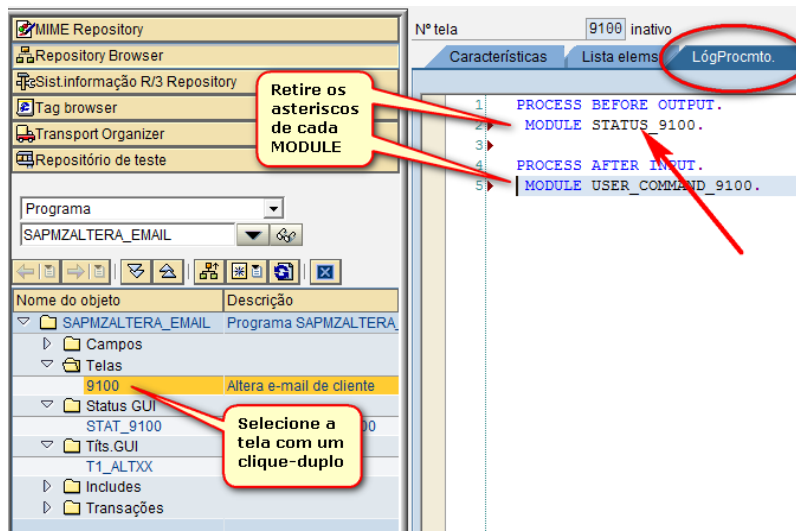 MIME Repository
Repository Browser
Sist.informação R/3 Repository
Tag browser
Transport Organizer
Repositório de teste
Programa
SAPMZALTERA_EMAIL
Nome do objeto Descrição
SAPMZALTERA_EMAIL Programa SAPMZALTERA_
Campos
Telas
9100 Altera e-mail de cliente
Status GUI
STAT_9100 00
Títs.GUI
T1_ALTXX
Includes
Transações
Retire os
asteriscos
de cada
MODULE
Selecione a
tela com um
clique-duplo
Nº tela 9100 inativo
Características Lista elems LógProcmto.
1 PROCESS BEFORE OUTPUT.
2 MODULE STATUS_9100.
3
4 PROCESS AFTER INPUT.
5 MODULE USER_COMMAND_9100.